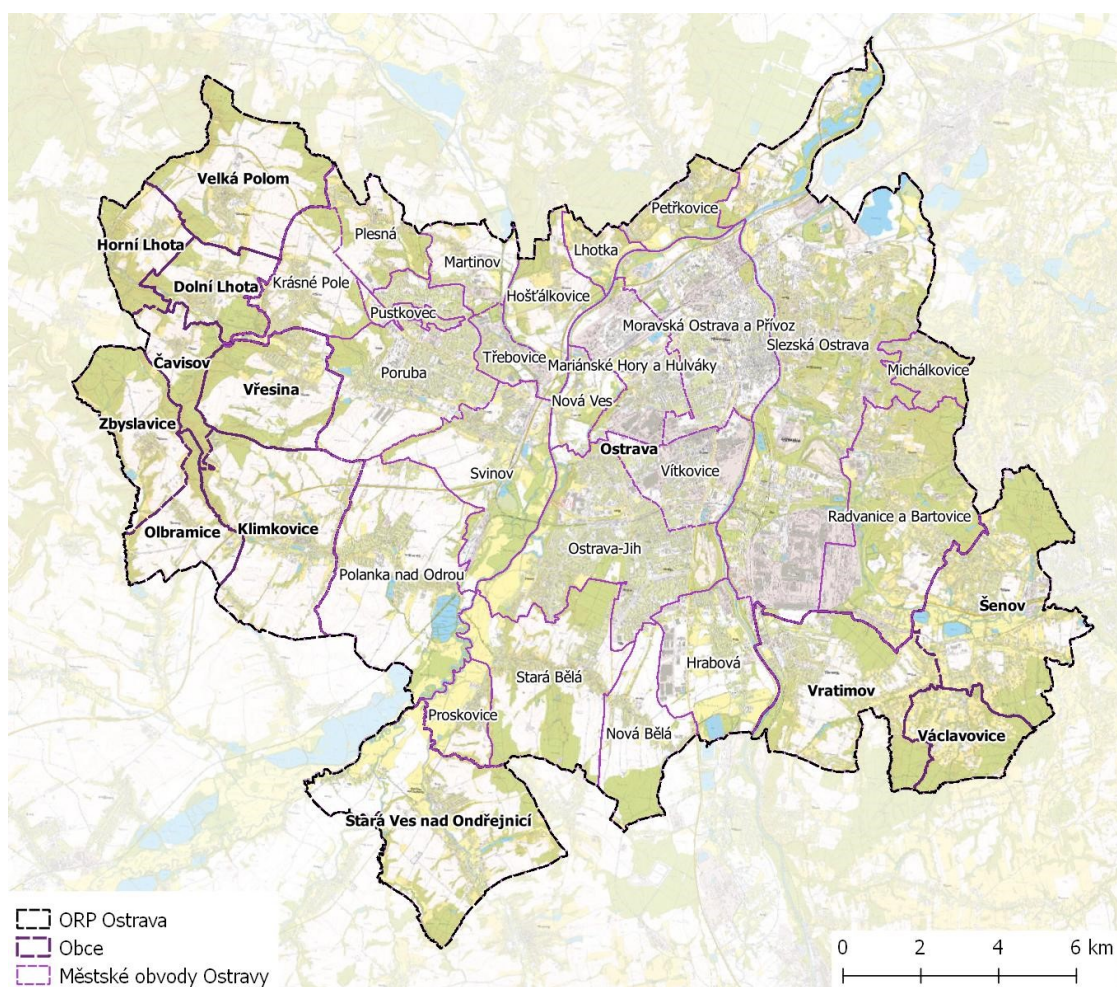 Velká Polom
Petřkovice
Plesná
Horní Lhota
Lhotka
Martinov
Dolní Lhota
Krásné Pole
Hošťálkovice
Pustkovec
Moravská Ostrava a Přívoz
Slezská Ostrava
Třebovice
Čavisov
Mariánské Hory a Hulváky
Michálkovice
Poruba
Vřesina
Nová Ves
Zbyslavice
Ostrava
Svinov
Vítkovice
Radvanice a Bartovice
Olbramice
Klimkovice
Ostrava-Jih
Polanka nad Odrou
Šenov
Hrabová
Stará Bělá
Vratimov
Proskovice
Nová Bělá
Václavovice
Stará Ves nad Ondřejnicí
ORP Ostrava
Obce
Městské obvody Ostravy
0 2 4 6 km